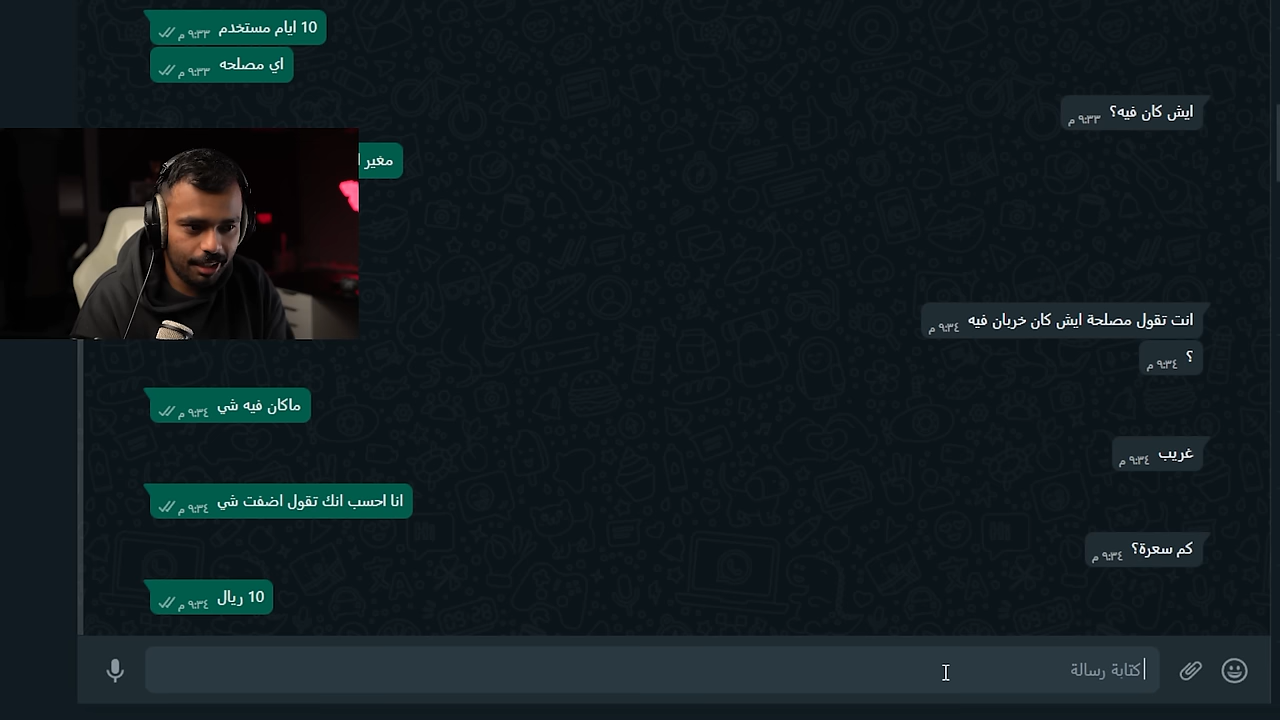 10 ايام مستخدم ٩:٣٣ م
اي مصلحه ٩:٣٣ م
ايش كان فيه؟ ٩:٣٣ م
مغير
انت تقول مصلحة ايش كان خربان فيه ٩:٣٤ م
؟ ٩:٣٤ م
ماكان فيه شي ٩:٣٤ م
غريب ٩:٣٤ م
انا احسب انك تقول اضفت شي ٩:٣٤ م
كم سعرة؟ ٩:٣٤ م
10 ريال ٩:٣٤ م
كتابة رسالة